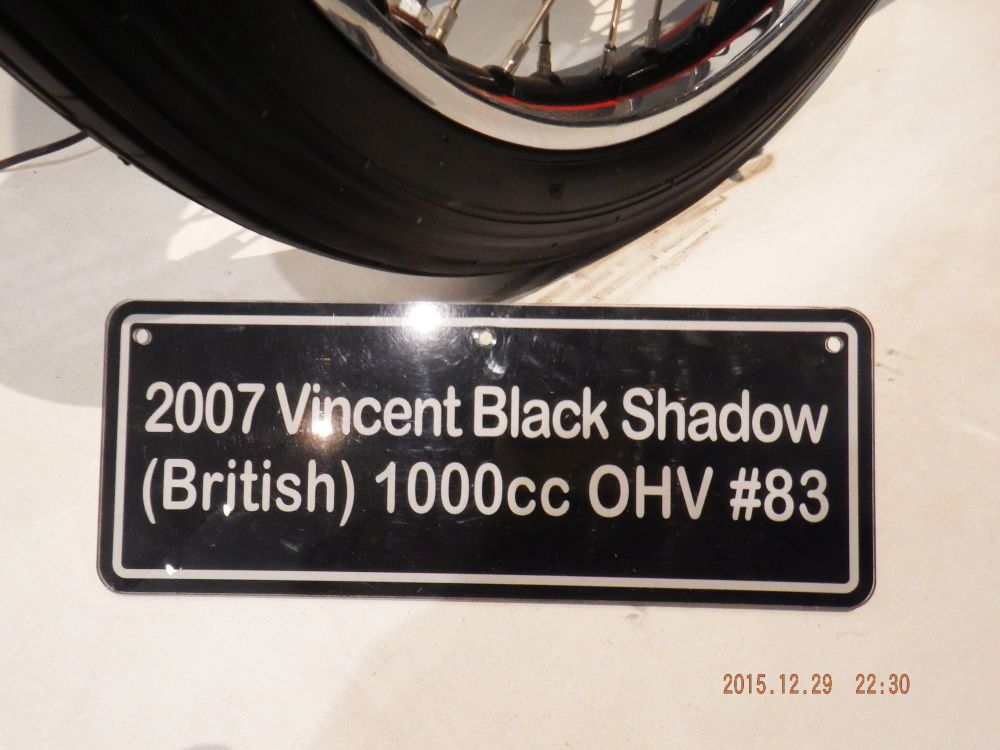 2007 Vincent Black Shadow
(British) 1000cc OHV #83
2015.12.29 22:30